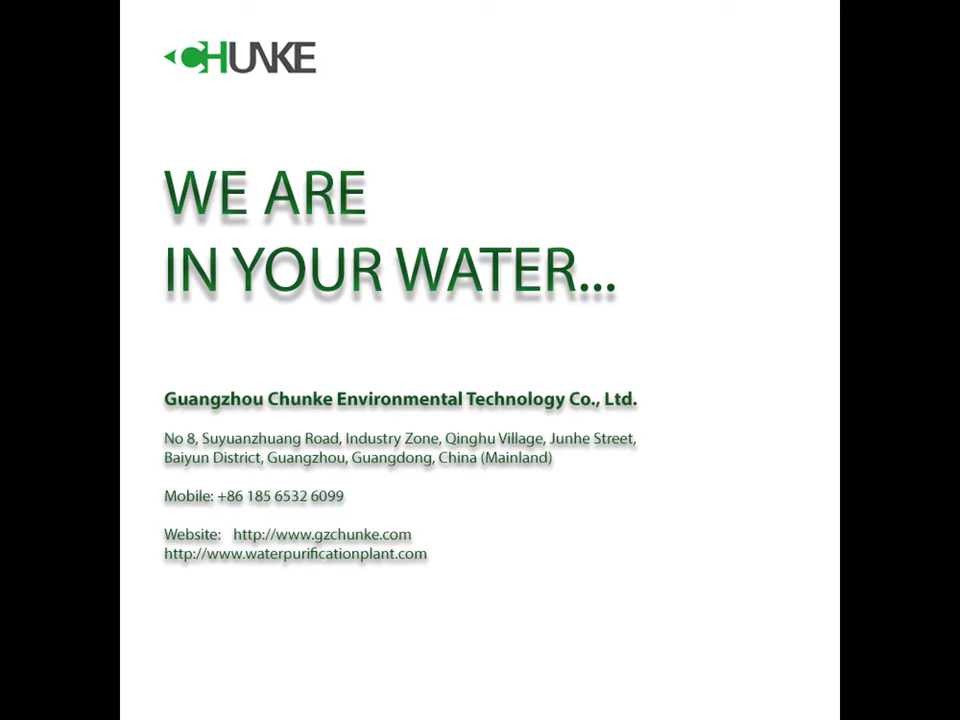 CHUNKE
WE ARE
IN YOUR WATER...
Guangzhou Chunke Environmental Technology Co., Ltd.
No 8, Suyuanzhuang Road, Industry Zone, Qinghu Village, Junhe Street,
Baiyun District, Guangzhou, Guangdong, China (Mainland)
Mobile: +86 185 6532 6099
Website: http://www.gzchunke.com
http://www.waterpurificationplant.com